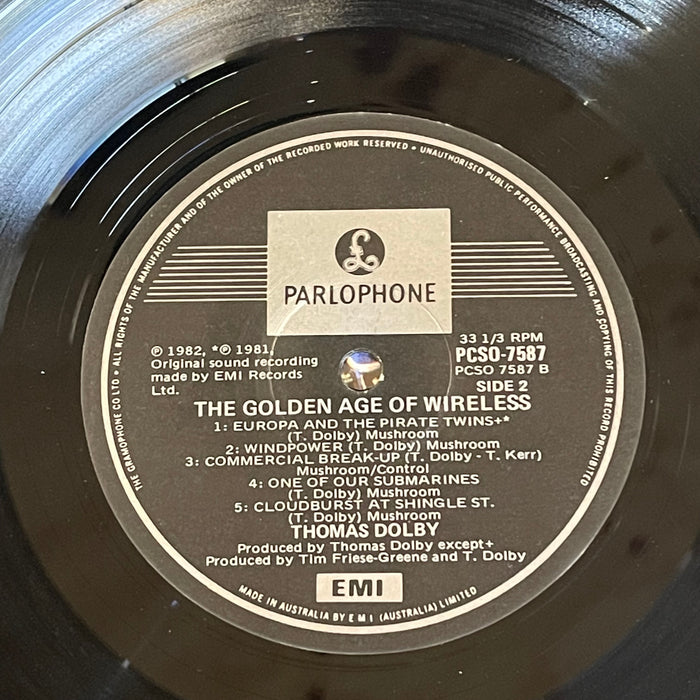 THE GRAMOPHONE CO LTD • ALL RIGHTS OF THE MANUFACTURER AND OF THE OWNER OF THE RECORDED WORK RESERVED • UNAUTHORISED PUBLIC PERFORMANCE BROADCASTING AND COPYING OF THIS RECORD PROHIBITED
£
PARLOPHONE
℗ 1982, *℗ 1981,
Original sound recording
made by EMI Records
Ltd.
33 1/3 RPM
PCSO-7587
PCSO 7587 B
SIDE 2
THE GOLDEN AGE OF WIRELESS
1: EUROPA AND THE PIRATE TWINS+*
(T. Dolby) Mushroom
2: WINDPOWER (T. Dolby) Mushroom
3: COMMERCIAL BREAK-UP (T. Dolby - T. Kerr)
Mushroom/Control
4: ONE OF OUR SUBMARINES
(T. Dolby) Mushroom
5: CLOUDBURST AT SHINGLE ST.
(T. Dolby) Mushroom
THOMAS DOLBY
Produced by Thomas Dolby except+
Produced by Tim Friese-Greene and T. Dolby
EMI
MADE IN AUSTRALIA BY E M I (AUSTRALIA) LIMITED